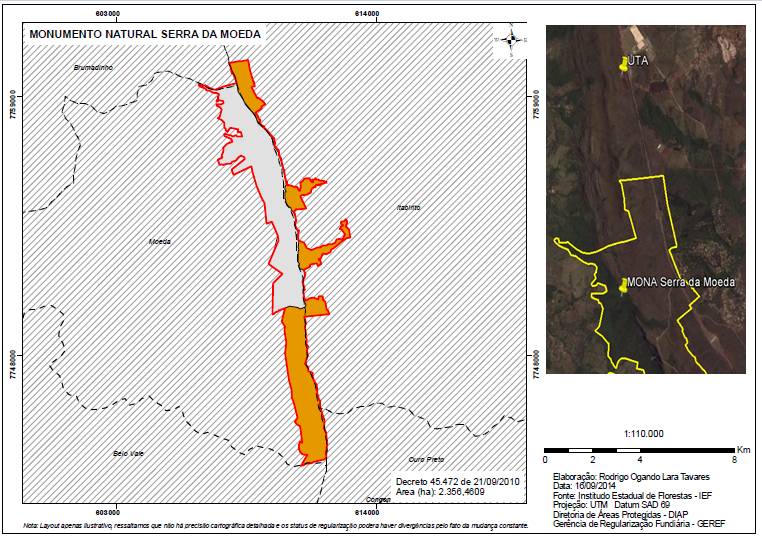 603000
614000
MONUMENTO NATURAL SERRA DA MOEDA
N
W
E
S
UTA
Brumadinho
7759000
7759000
Itabirito
Moeda
MONA Serra da Moeda
7748000
7748000
1:110.000
Belo Vale
Ouro Preto
0 2 4 8 Km
Decreto 45.472 de 21/09/2010
Área (ha): 2.356,4609
Elaboração: Rodrigo Ogando Lara Tavares
Data: 16/09/2014
Fonte: Instituto Estadual de Florestas - IEF
Projeção: UTM Datum SAD 69
Diretoria de Áreas Protegidas - DIAP
Gerência de Regularização Fundiária - GEREF
603000
614000
Nota: Layout apenas ilustrativo, ressaltamos que não há precisão cartográfica detalhada e os status de regularização poderá haver divergências pelo fato da mudança constante.